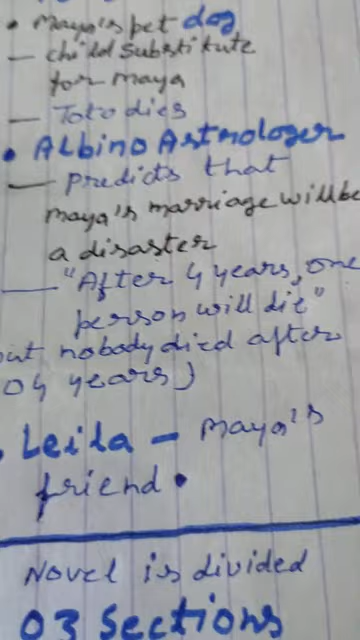 • Maya's pet dog
— child substitute
for maya
— Toto dies
• Albino Astrologer
— predicts that
maya's marriage will be
a disaster
— "After 4 years, one
person will die"
but nobody died after
04 years)
• Leila — Maya's
friend •
Novel is divided
03 Sections